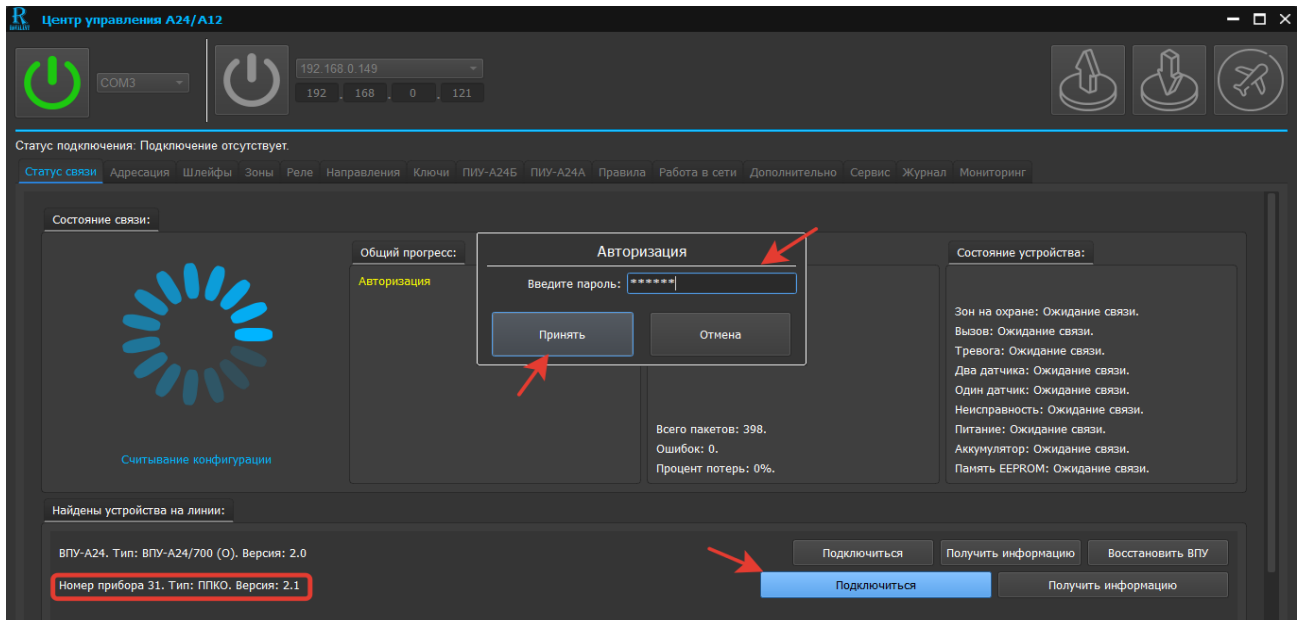 R
Центр управления А24/А12
COM3
192.168.0.149
192 . 168 . 0 . 121
Статус подключения: Подключение отсутствует.
Статус связи Адресация Шлейфы Зоны Реле Направления Ключи ПИУ-А24Б ПИУ-А24А Правила Работа в сети Дополнительно Сервис Журнал Мониторинг
Состояние связи:
Считывание конфигурации
Общий прогресс:
Авторизация
Авторизация
Введите пароль: ******
Принять Отмена
Всего пакетов: 398.
Ошибок: 0.
Процент потерь: 0%.
Состояние устройства:
Зон на охране: Ожидание связи.
Вызов: Ожидание связи.
Тревога: Ожидание связи.
Два датчика: Ожидание связи.
Один датчик: Ожидание связи.
Неисправность: Ожидание связи.
Питание: Ожидание связи.
Аккумулятор: Ожидание связи.
Память EEPROM: Ожидание связи.
Найдены устройства на линии:
ВПУ-А24. Тип: ВПУ-А24/700 (О). Версия: 2.0 Подключиться Получить информацию Восстановить ВПУ
Номер прибора 31. Тип: ППКО. Версия: 2.1 Подключиться Получить информацию